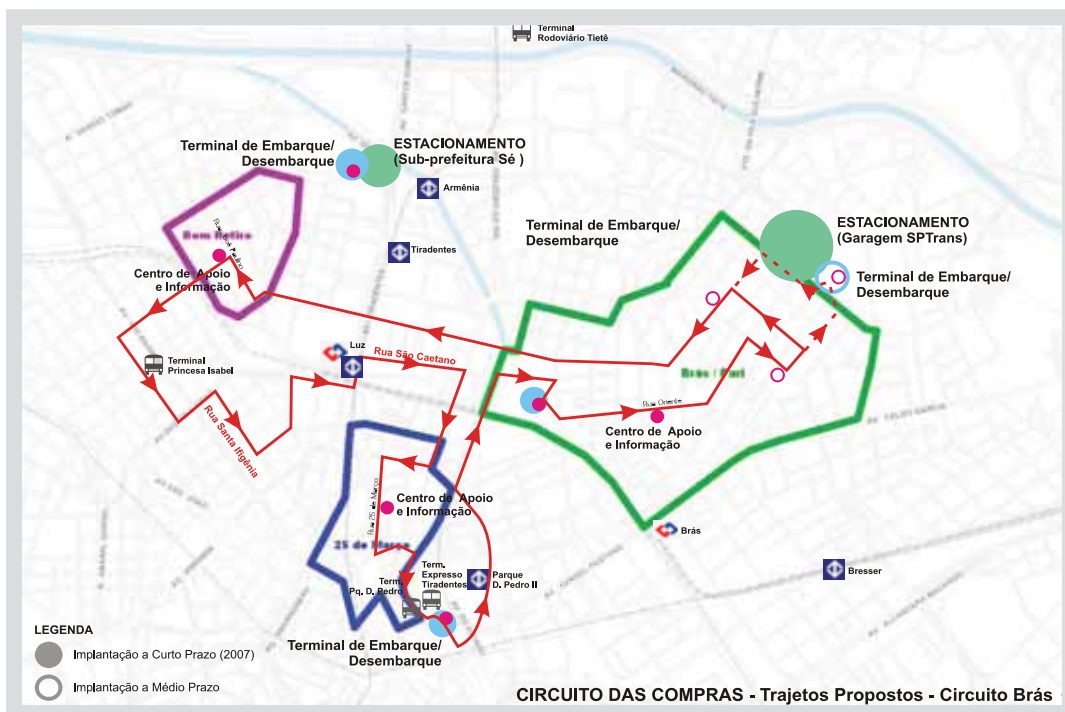 Terminal
Rodoviário Tietê
Terminal de Embarque/
Desembarque
ESTACIONAMENTO
(Sub-prefeitura Sé )
Armênia
Tiradentes
Bom Retiro
Centro de Apoio
e Informação
Terminal de Embarque/
Desembarque
ESTACIONAMENTO
(Garagem SPTrans)
Terminal de Embarque/
Desembarque
Luz
Rua São Caetano
Terminal
Princesa Isabel
Rua Santa Ifigênia
Brás / Pari
Rua Oriente
Centro de Apoio
e Informação
AV. CELSO GARCIA
Centro de Apoio
e Informação
Rua 25 de Março
25 de Março
Brás
Bresser
Term.
Expresso
Tiradentes
Parque
D. Pedro II
Term.
Pq. D. Pedro
Terminal de Embarque/
Desembarque
LEGENDA
Implantação a Curto Prazo (2007)
Implantação a Médio Prazo
CIRCUITO DAS COMPRAS - Trajetos Propostos - Circuito Brás